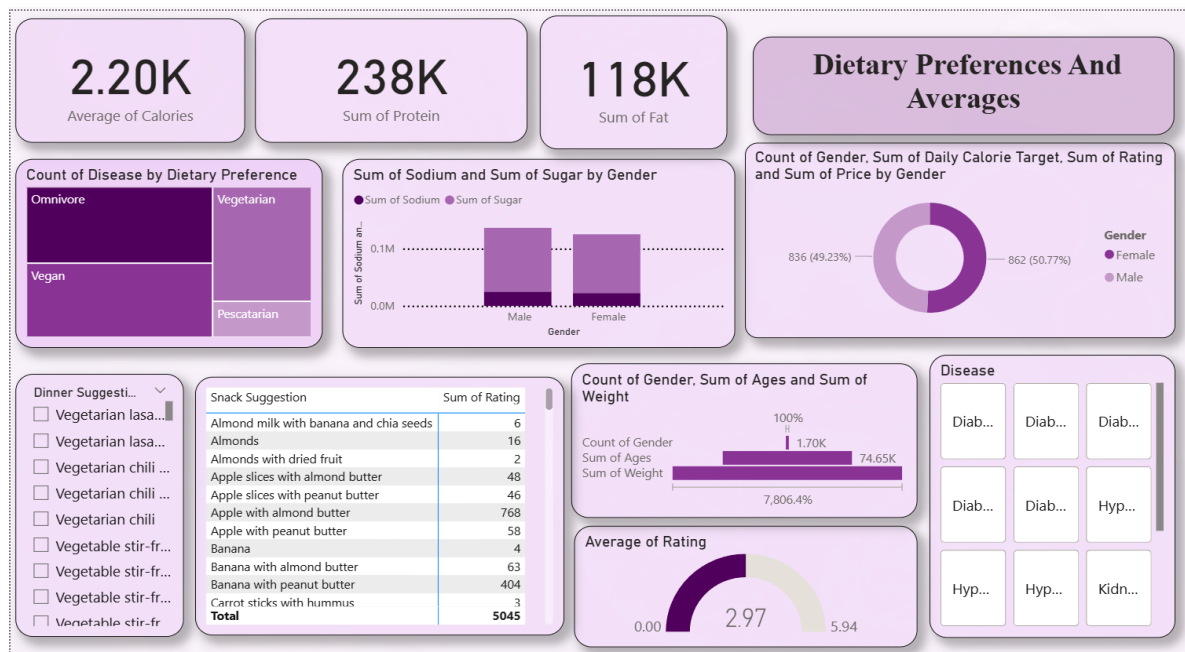 2.20K
Average of Calories
238K
Sum of Protein
118K
Sum of Fat
Dietary Preferences And
Averages
Count of Disease by Dietary Preference
Omnivore
Vegetarian
Vegan
Pescatarian
Sum of Sodium and Sum of Sugar by Gender
Sum of Sodium Sum of Sugar
Sum of Sodium an...
0.1M
0.0M
Male Female
Gender
Count of Gender, Sum of Daily Calorie Target, Sum of Rating
and Sum of Price by Gender
836 (49.23%)
862 (50.77%)
Gender
Female
Male
Dinner Suggesti...
Vegetarian lasa...
Vegetarian lasa...
Vegetarian chili ...
Vegetarian chili ...
Vegetarian chili
Vegetable stir-fr...
Vegetable stir-fr...
Vegetable stir-fr...
Vegetable stir-fr
Snack Suggestion Sum of Rating
Almond milk with banana and chia seeds 6
Almonds 16
Almonds with dried fruit 2
Apple slices with almond butter 48
Apple slices with peanut butter 46
Apple with almond butter 768
Apple with peanut butter 58
Banana 4
Banana with almond butter 63
Banana with peanut butter 404
Carrot sticks with hummus 3
Total 5045
Count of Gender, Sum of Ages and Sum of
Weight
100%
Count of Gender 1.70K
Sum of Ages 74.65K
Sum of Weight
7,806.4%
Average of Rating
0.00 2.97 5.94
Disease
Diab... Diab... Diab...
Diab... Diab... Hyp...
Hyp... Hyp... Kidn...